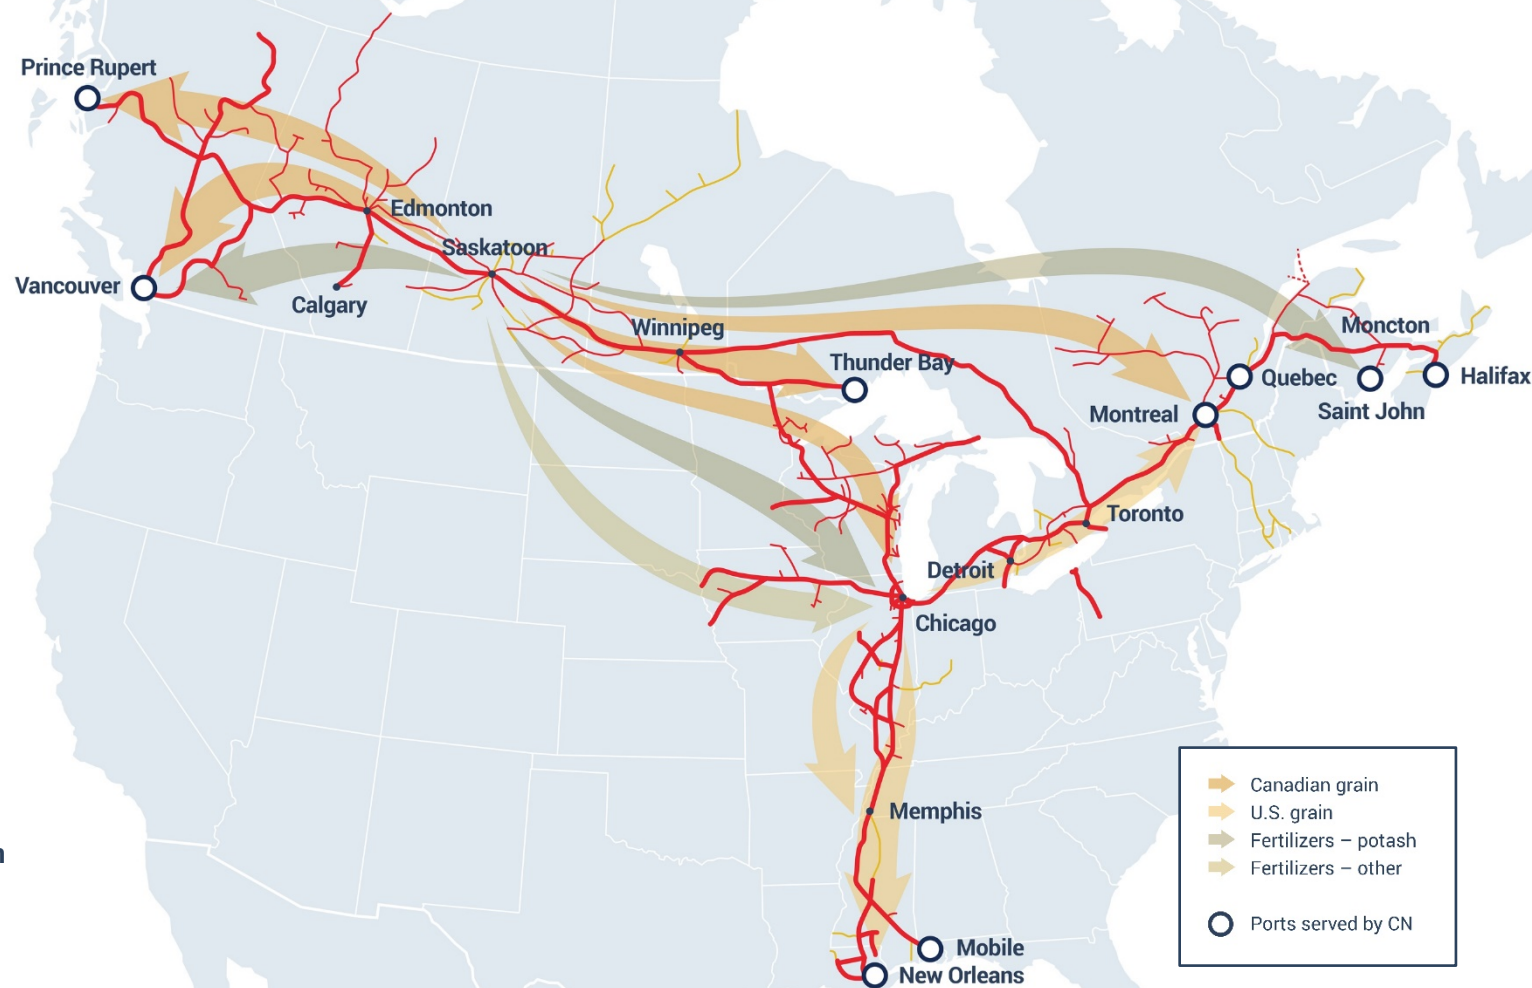 Prince Rupert
Edmonton
Saskatoon
Vancouver
Calgary
Winnipeg
Moncton
Thunder Bay
Quebec
Halifax
Saint John
Montreal
Toronto
Detroit
Chicago
Memphis
Mobile
New Orleans
Canadian grain
U.S. grain
Fertilizers – potash
Fertilizers – other
Ports served by CN
n